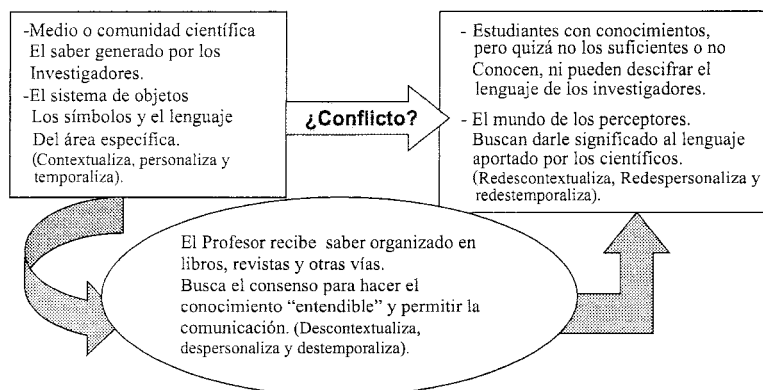 -Medio o comunidad científica
El saber generado por los
Investigadores.
-El sistema de objetos
Los símbolos y el lenguaje
Del área específica.
(Contextualiza, personaliza y
temporaliza).
¿Conflicto?
- Estudiantes con conocimientos,
pero quizá no los suficientes o no
Conocen, ni pueden descifrar el
lenguaje de los investigadores.
- El mundo de los perceptores.
Buscan darle significado al lenguaje
aportado por los científicos.
(Redescontextualiza, Redespersonaliza y
redestemporaliza).
El Profesor recibe saber organizado en
libros, revistas y otras vías.
Busca el consenso para hacer el
conocimiento “entendible” y permitir la
comunicación. (Descontextualiza,
despersonaliza y destemporaliza).